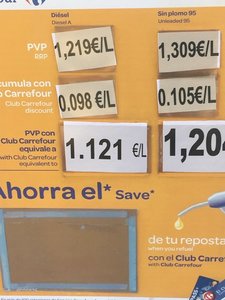 Diésel
Diesel A
Sin plomo 95
Unleaded 95
PVP
RRP
1,219€/L
1,309€/L
cumula con
Carrefour
Club Carrefour
discount
0.098 €/L
0.105€/L
PVP con
Club Carrefour
equivale a
with Club Carrefour
equivalent to
1.121 €/L
1,204
Ahorra el* Save*
de tu reposta
when you refuel
con el Club Carref
with Club Carrefour